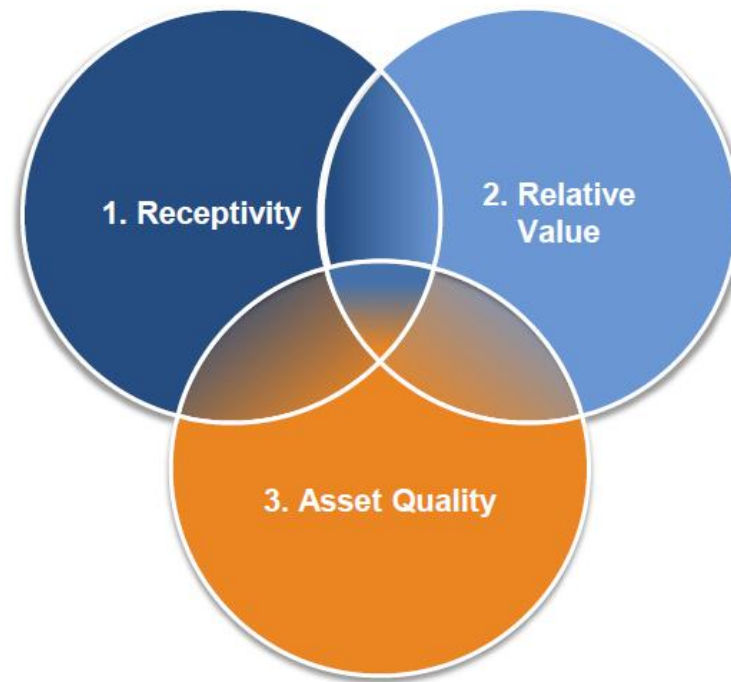 1. Receptivity
2. Relative
Value
3. Asset Quality